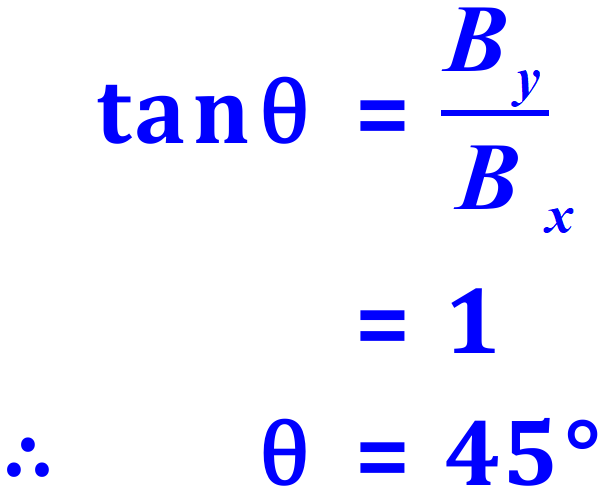 tanθ = B_y / B_x
= 1
∴ θ = 45°